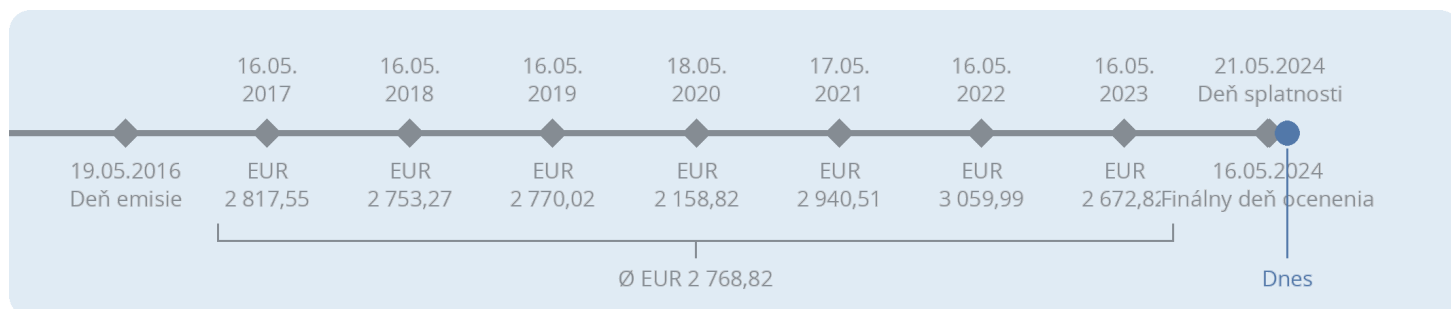 16.05.
2017
16.05.
2018
16.05.
2019
18.05.
2020
17.05.
2021
16.05.
2022
16.05.
2023
21.05.2024
Deň splatnosti
19.05.2016
Deň emisie
EUR
2 817,55
EUR
2 753,27
EUR
2 770,02
EUR
2 158,82
EUR
2 940,51
EUR
3 059,99
EUR
2 672,82
16.05.2024
Finálny deň ocenenia
Ø EUR 2 768,82
Dnes